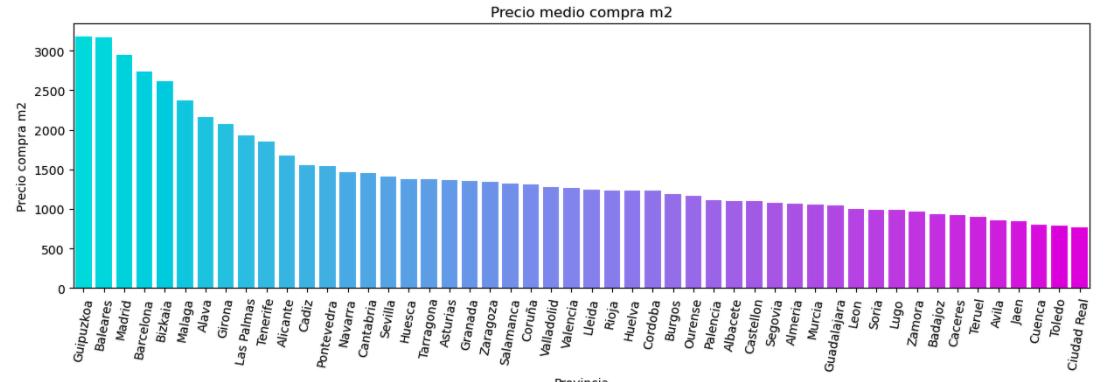 Precio medio compra m2
Precio compra m2
3000
2500
2000
1500
1000
500
0
Guipuzkoa
Baleares
Madrid
Barcelona
Bizkaia
Malaga
Alava
Girona
Las Palmas
Tenerife
Alicante
Cadiz
Pontevedra
Navarra
Cantabria
Sevilla
Huesca
Tarragona
Asturias
Granada
Zaragoza
Salamanca
Coruña
Valladolid
Valencia
Lleida
Rioja
Huelva
Cordoba
Burgos
Ourense
Palencia
Albacete
Castellon
Segovia
Almeria
Murcia
Guadalajara
Leon
Soria
Lugo
Zamora
Badajoz
Caceres
Teruel
Avila
Jaen
Cuenca
Toledo
Ciudad Real
Provincia